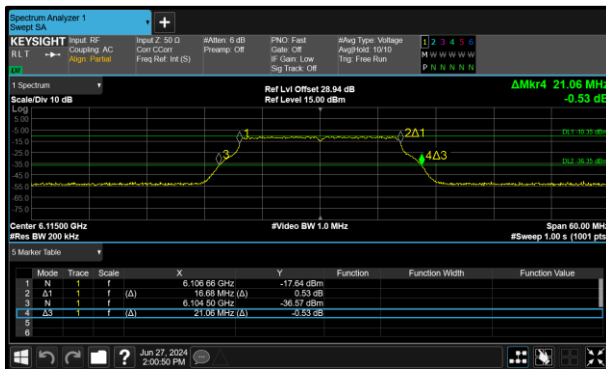 Spectrum Analyzer 1
Swept SA
KEYSIGHT Input: RF Input Z: 50 Ω #Atten: 6 dB PNO: Fast #Avg Type: Voltage 1 2 3 4 5 6
RLT Coupling: AC Corr CCorr Preamp: Off Gate: Off Avg|Hold: 10/10 M W W W W W
Align: Partial Freq Ref: Int (S) IF Gain: Low Trig: Free Run
Sig Track: Off P N N N N N
1 Spectrum Ref Lvl Offset 28.94 dB ΔMkr4 21.06 MHz
Scale/Div 10 dB Ref Level 15.00 dBm -0.53 dB
Log
5.00
-5.00 1 2Δ1 DL1 -10.35 dBm
-15.0
-25.0 3 4Δ3
-35.0 DL2 -36.35 dBm
-45.0
-55.0
-65.0
-75.0
Center 6.11500 GHz #Video BW 1.0 MHz Span 60.00 MHz
#Res BW 200 kHz #Sweep 1.00 s (1001 pts)
5 Marker Table
Mode Trace Scale X Y Function Function Width Function Value
1 N 1 f 6.106 66 GHz -17.64 dBm
2 Δ1 1 f (Δ) 16.68 MHz (Δ) 0.53 dB
3 N 1 f 6.104 50 GHz -36.57 dBm
4 Δ3 1 f (Δ) 21.06 MHz (Δ) -0.53 dB
5
6
? Jun 27, 2024
2:00:50 PM